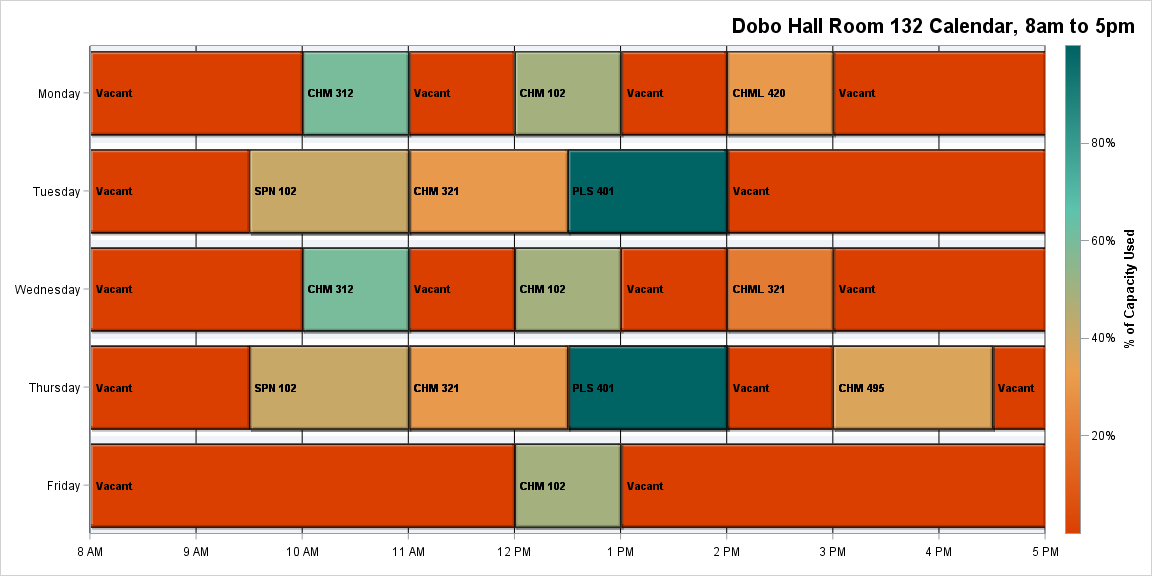 Dobo Hall Room 132 Calendar, 8am to 5pm
Monday Vacant CHM 312 Vacant CHM 102 Vacant CHML 420 Vacant
Tuesday Vacant SPN 102 CHM 321 PLS 401 Vacant
Wednesday Vacant CHM 312 Vacant CHM 102 Vacant CHML 321 Vacant
Thursday Vacant SPN 102 CHM 321 PLS 401 Vacant CHM 495 Vacant
Friday Vacant CHM 102 Vacant
8 AM 9 AM 10 AM 11 AM 12 PM 1 PM 2 PM 3 PM 4 PM 5 PM
80%
60%
40%
20%
% of Capacity Used